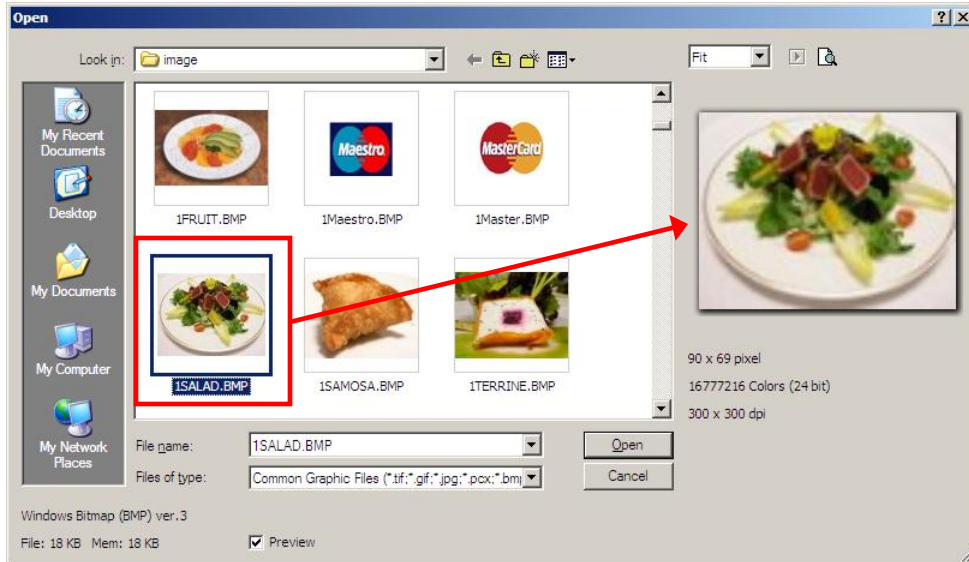 Open
Look in: image
Fit
My Recent
Documents
Desktop
My Documents
My Computer
My Network
Places
Maestro
MasterCard
1FRUIT.BMP 1Maestro.BMP 1Master.BMP
1SALAD.BMP 1SAMOSA.BMP 1TERRINE.BMP
90 x 69 pixel
16777216 Colors (24 bit)
300 x 300 dpi
File name: 1SALAD.BMP Open
Files of type: Common Graphic Files (*.tif;*.gif;*.jpg;*.pcx;*.bm Cancel
Windows Bitmap (BMP) ver.3
File: 18 KB Mem: 18 KB Preview